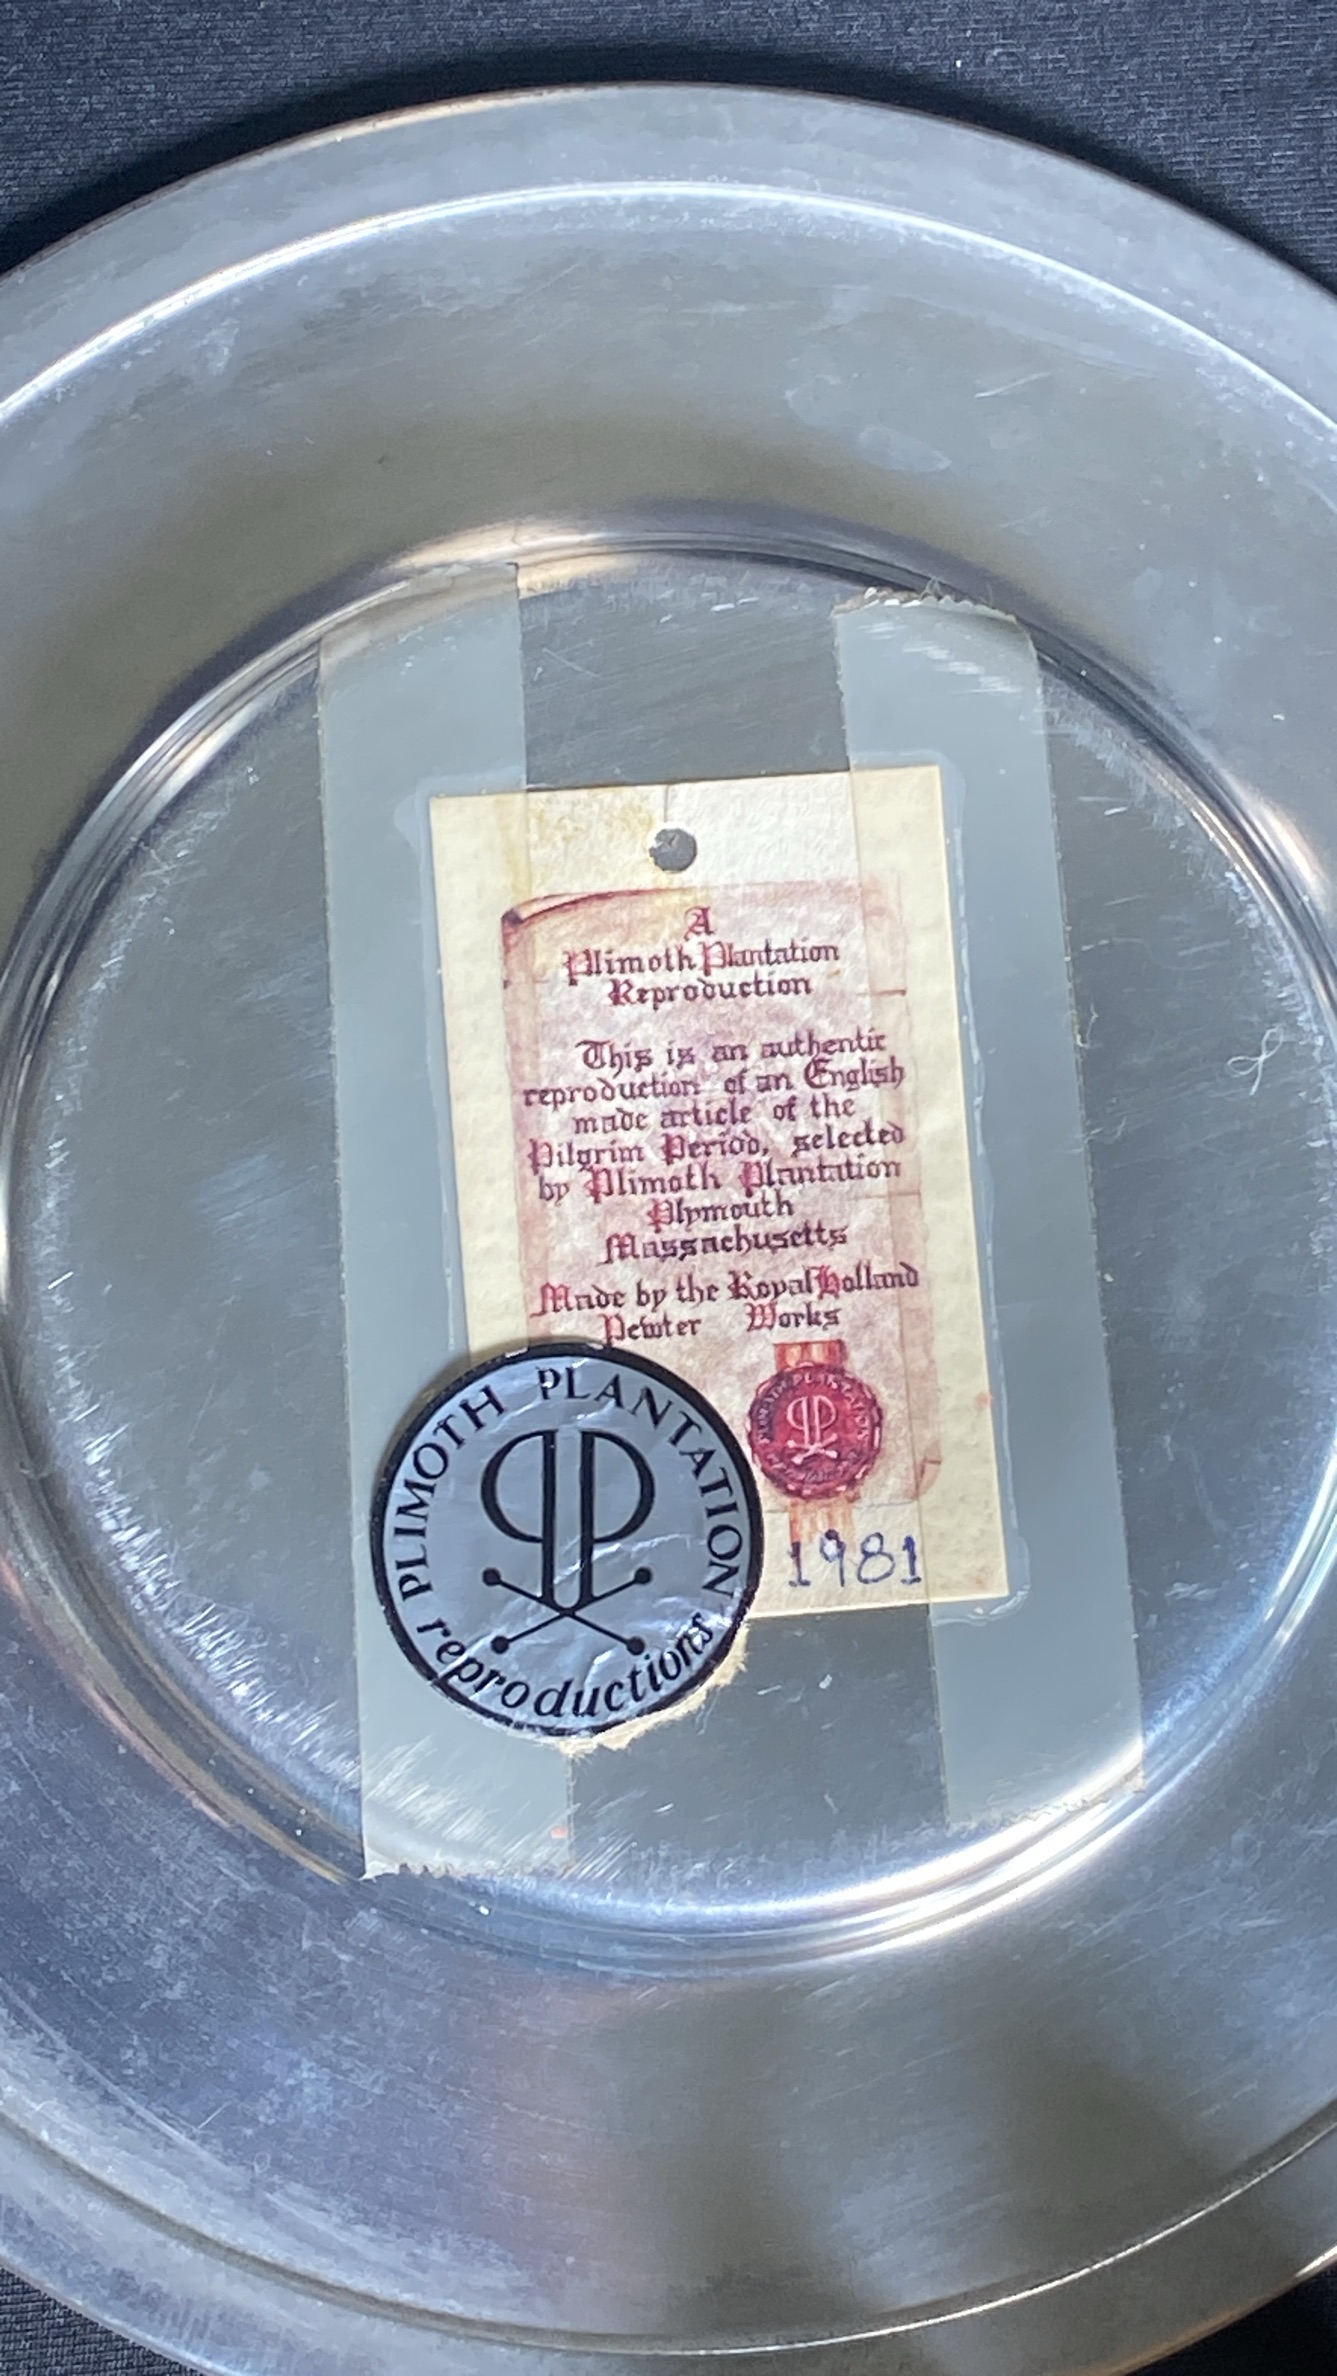 A
Plimoth Plantation
Reproduction
This is an authentic
reproduction of an English
made article of the
Pilgrim Period, selected
by Plimoth Plantation
Plymouth
Massachusetts
Made by the Royal Holland
Pewter Works
PLIMOTH PLANTATION
reproductions
1981